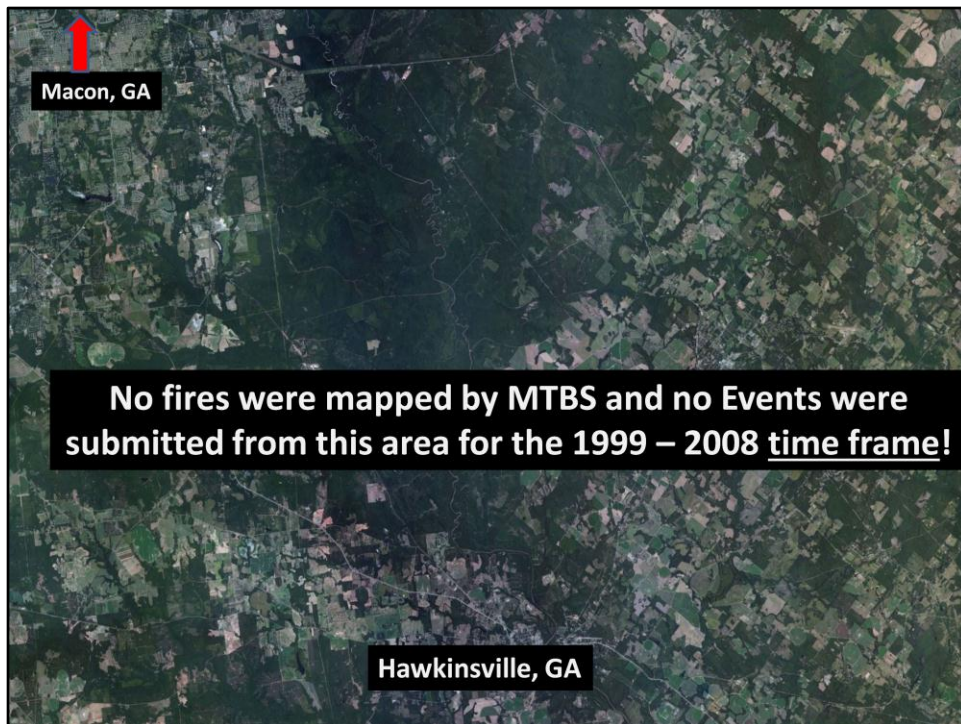 Macon, GA
No fires were mapped by MTBS and no Events were
submitted from this area for the 1999 – 2008 time frame!
Hawkinsville, GA